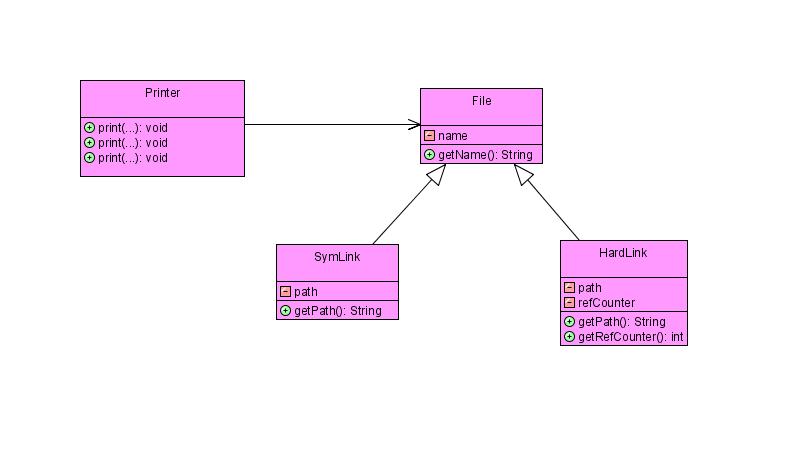 Printer
print(...): void
print(...): void
print(...): void
File
name
getName(): String
SymLink
path
getPath(): String
HardLink
path
refCounter
getPath(): String
getRefCounter(): int